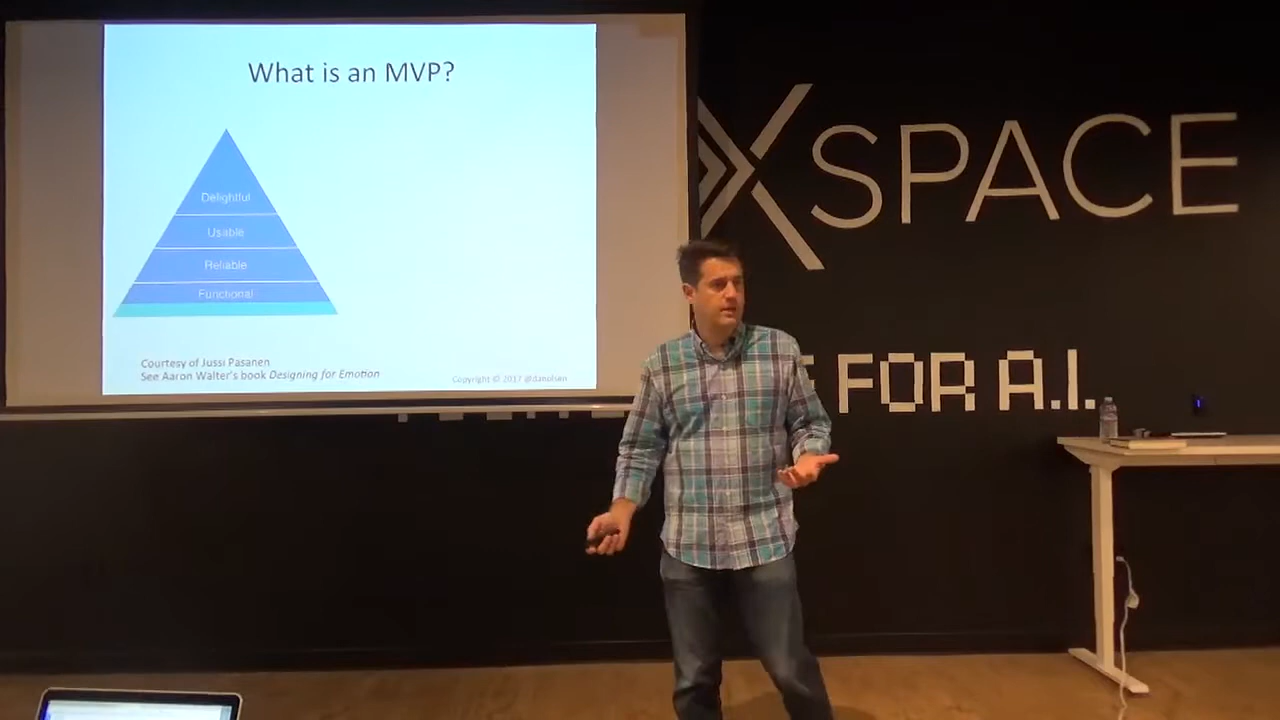 What is an MVP?
Delightful
Usable
Reliable
Functional
Courtesy of Jussi Pasanen
See Aaron Walter's book Designing for Emotion
Copyright © 2017 @danolsen
XSPACE
FOR A.I.